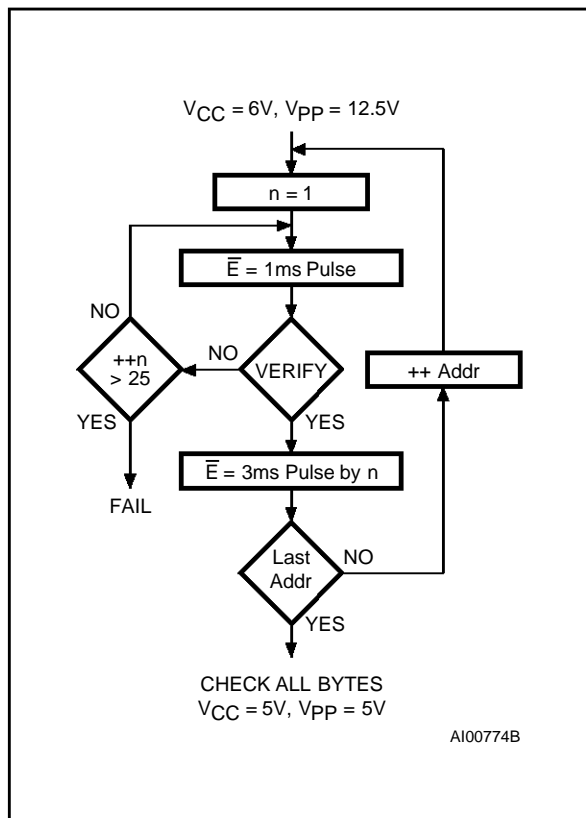 VCC = 6V, VPP = 12.5V
n = 1
E̅ = 1ms Pulse
NO
++n
> 25
NO
VERIFY
++ Addr
YES
YES
E̅ = 3ms Pulse by n
FAIL
Last
Addr
NO
YES
CHECK ALL BYTES
VCC = 5V, VPP = 5V
AI00774B